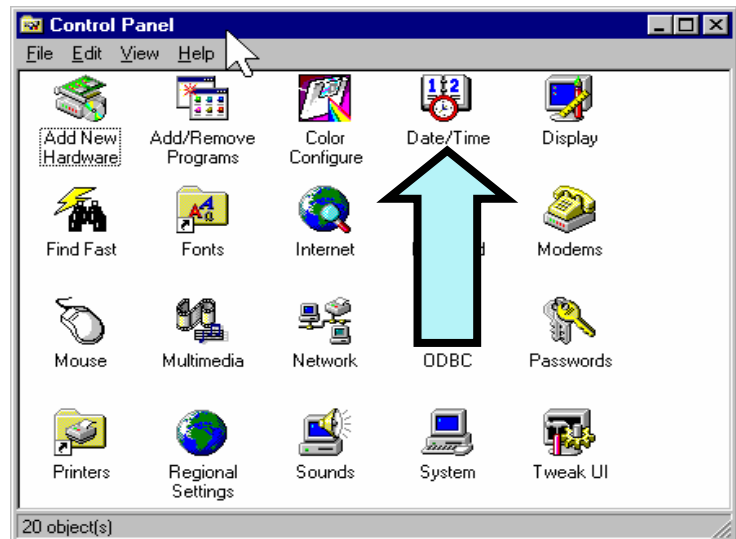 Control Panel
File Edit View Help
Add New Hardware
Add/Remove Programs
Color Configure
Date/Time
Display
Find Fast
Fonts
Internet
Modems
Mouse
Multimedia
Network
ODBC
Passwords
Printers
Regional Settings
Sounds
System
Tweak UI
20 object(s)